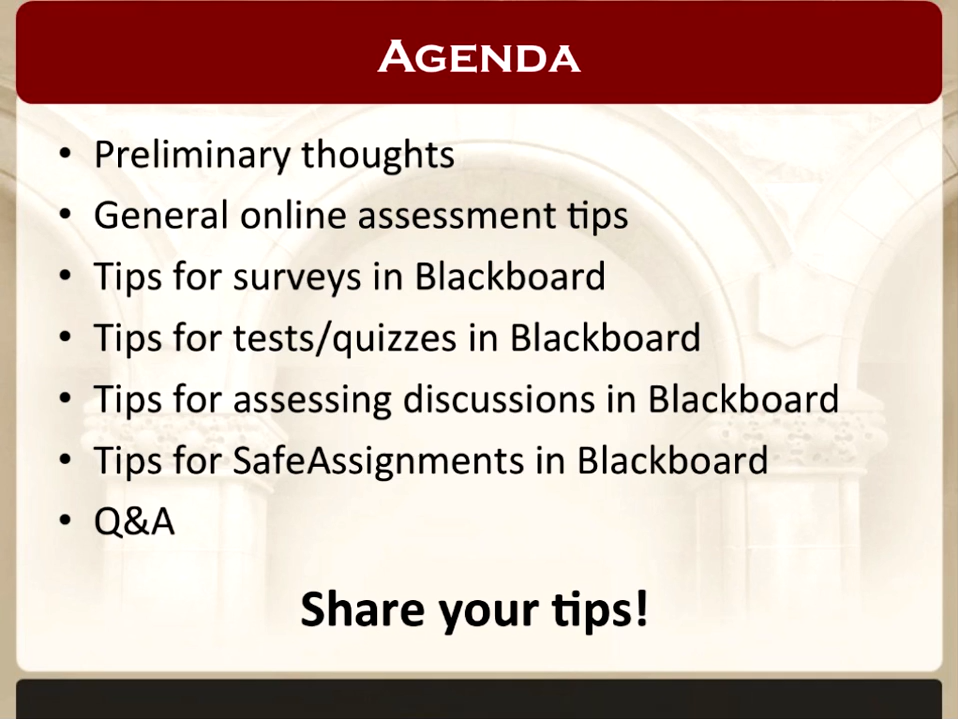 AGENDA
• Preliminary thoughts
• General online assessment tips
• Tips for surveys in Blackboard
• Tips for tests/quizzes in Blackboard
• Tips for assessing discussions in Blackboard
• Tips for SafeAssignments in Blackboard
• Q&A
Share your tips!